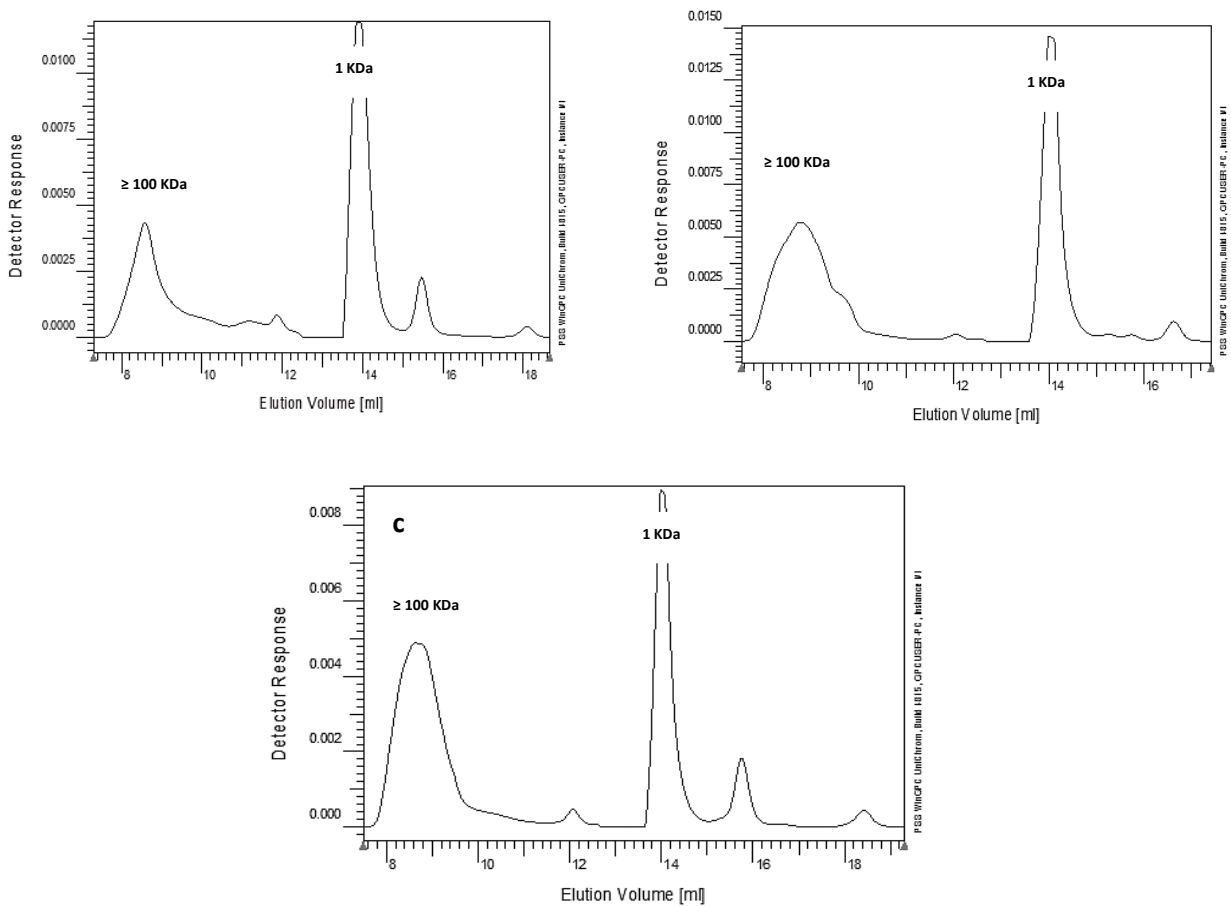 0.0100
0.0075
0.0050
0.0025
0.0000
Detector Response
1 KDa
≥ 100 KDa
8 10 12 14 16 18
Elution Volume [ml]
0.0150
0.0125
0.0100
0.0075
0.0050
0.0025
0.0000
Detector Response
1 KDa
≥ 100 KDa
8 10 12 14 16
Elution Volume [ml]
c
0.008
0.006
0.004
0.002
0.000
Detector Response
1 KDa
≥ 100 KDa
8 10 12 14 16 18
Elution Volume [ml]